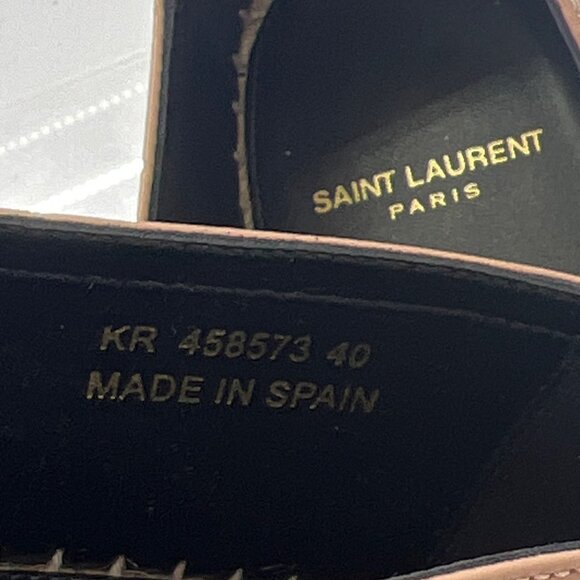 SAINT LAURENT
PARIS
KR 458573 40
MADE IN SPAIN